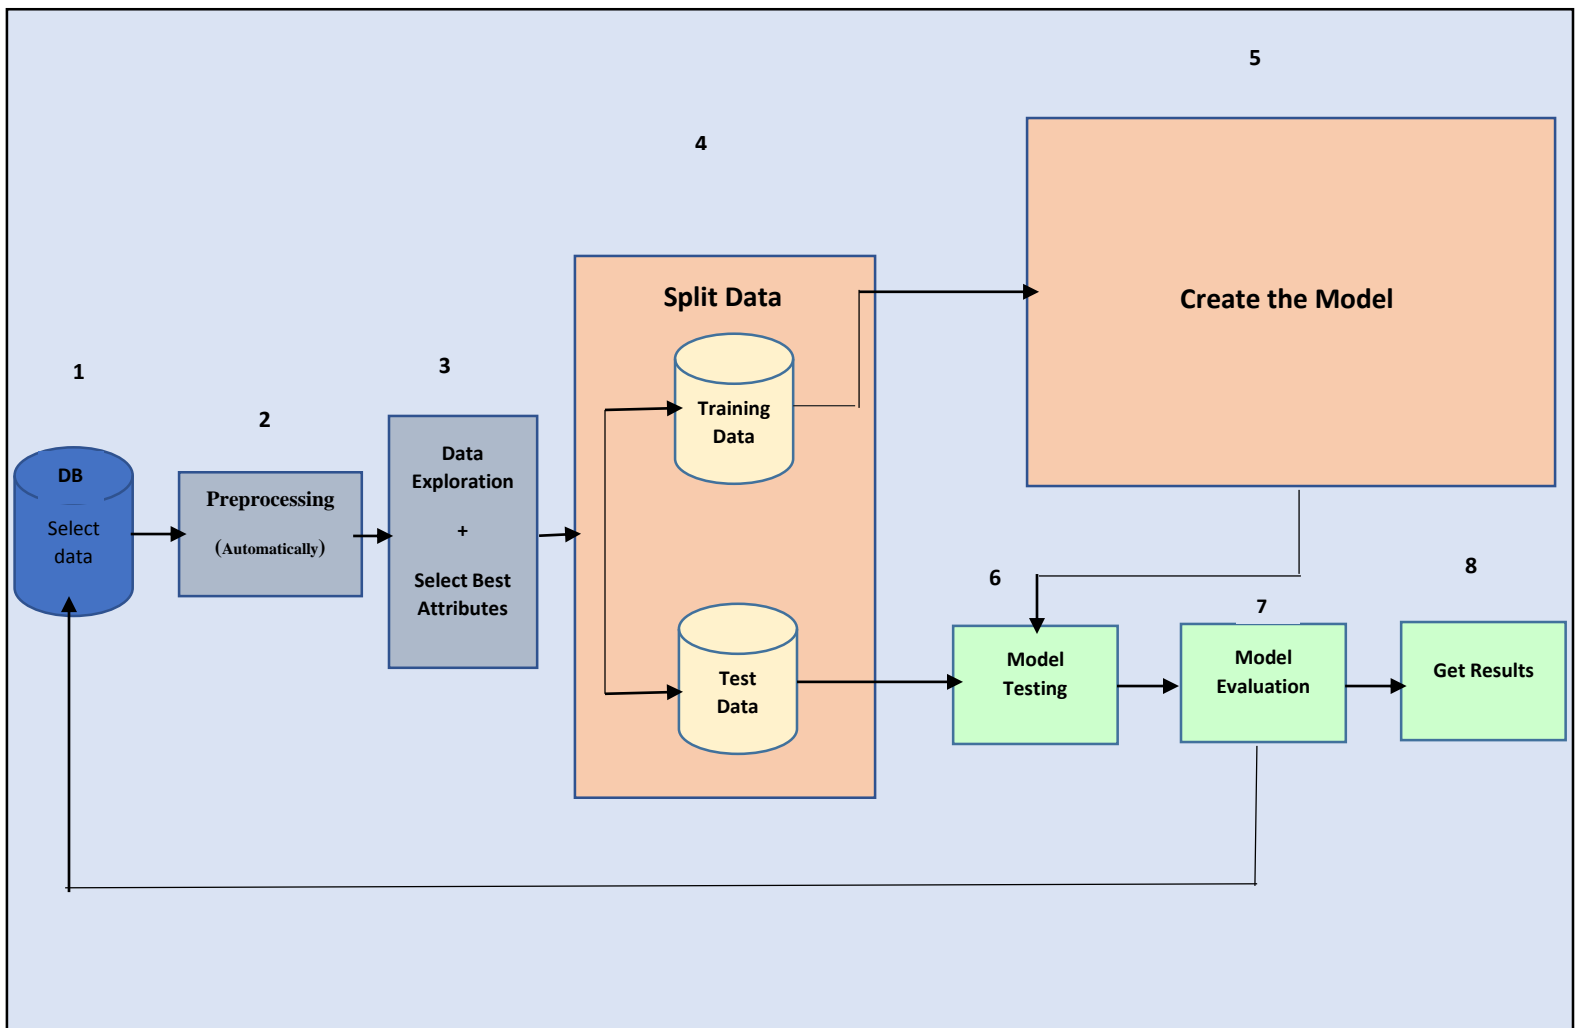 1
DB
Select
data
2
Preprocessing
(Automatically)
3
Data
Exploration
+
Select Best
Attributes
4
Split Data
Training
Data
Test
Data
5
Create the Model
6
Model
Testing
7
Model
Evaluation
8
Get Results